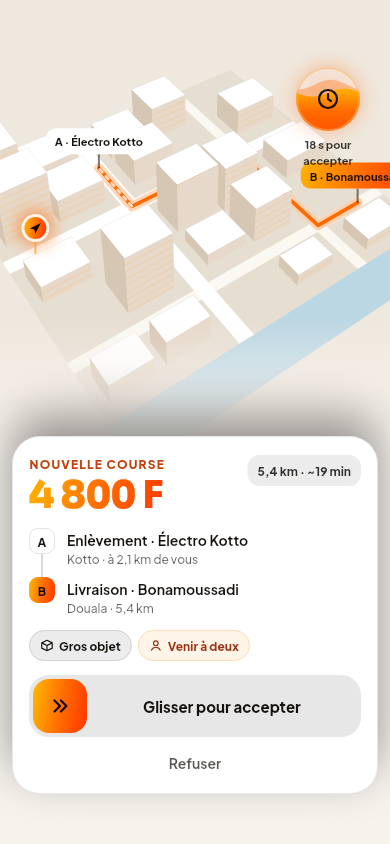 A · Électro Kotto
18 s pour
accepter
B · Bonamouss
NOUVELLE COURSE
4 800 F
5,4 km · ~19 min
A
Enlèvement · Électro Kotto
Kotto · à 2,1 km de vous
B
Livraison · Bonamoussadi
Douala · 5,4 km
Gros objet
Venir à deux
Glisser pour accepter
Refuser